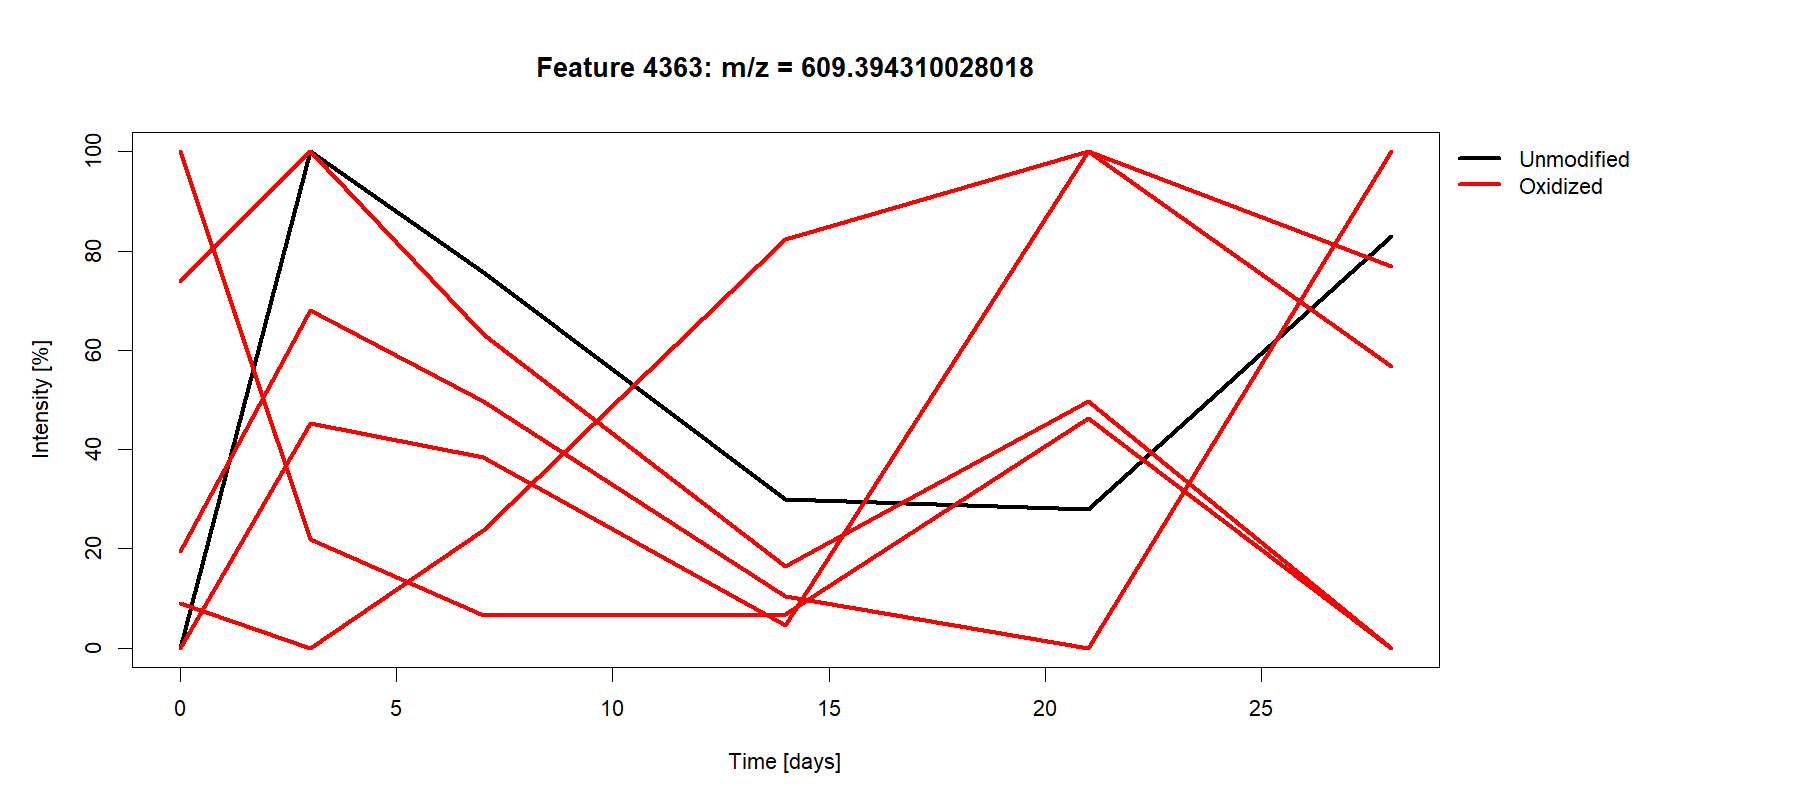 Feature 4363: m/z = 609.394310028018
Unmodified
Oxidized
Intensity [%]
100
80
60
40
20
0
0 5 10 15 20 25
Time [days]